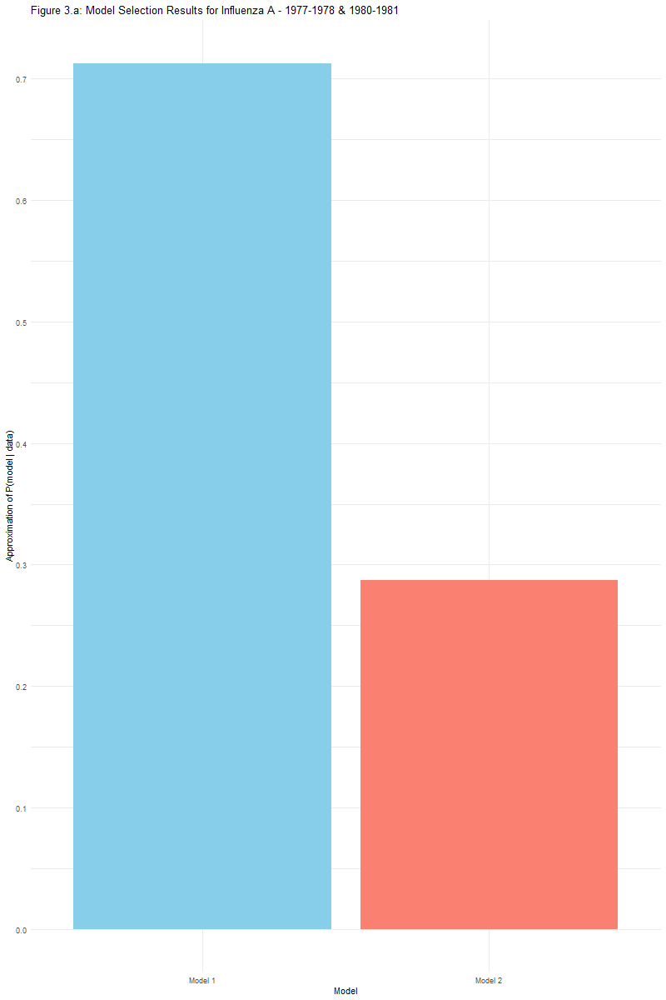 Figure 3.a: Model Selection Results for Influenza A - 1977-1978 & 1980-1981
Approximation of P(model | data)
0.7
0.6
0.5
0.4
0.3
0.2
0.1
0.0
Model 1
Model 2
Model